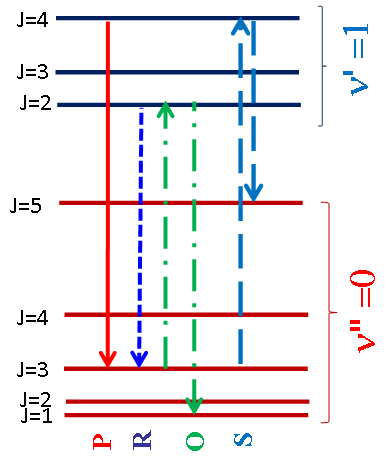 J=4
J=3
J=2
ν' =1
J=5
J=4
J=3
J=2
J=1
ν" =0
P
R
O
S